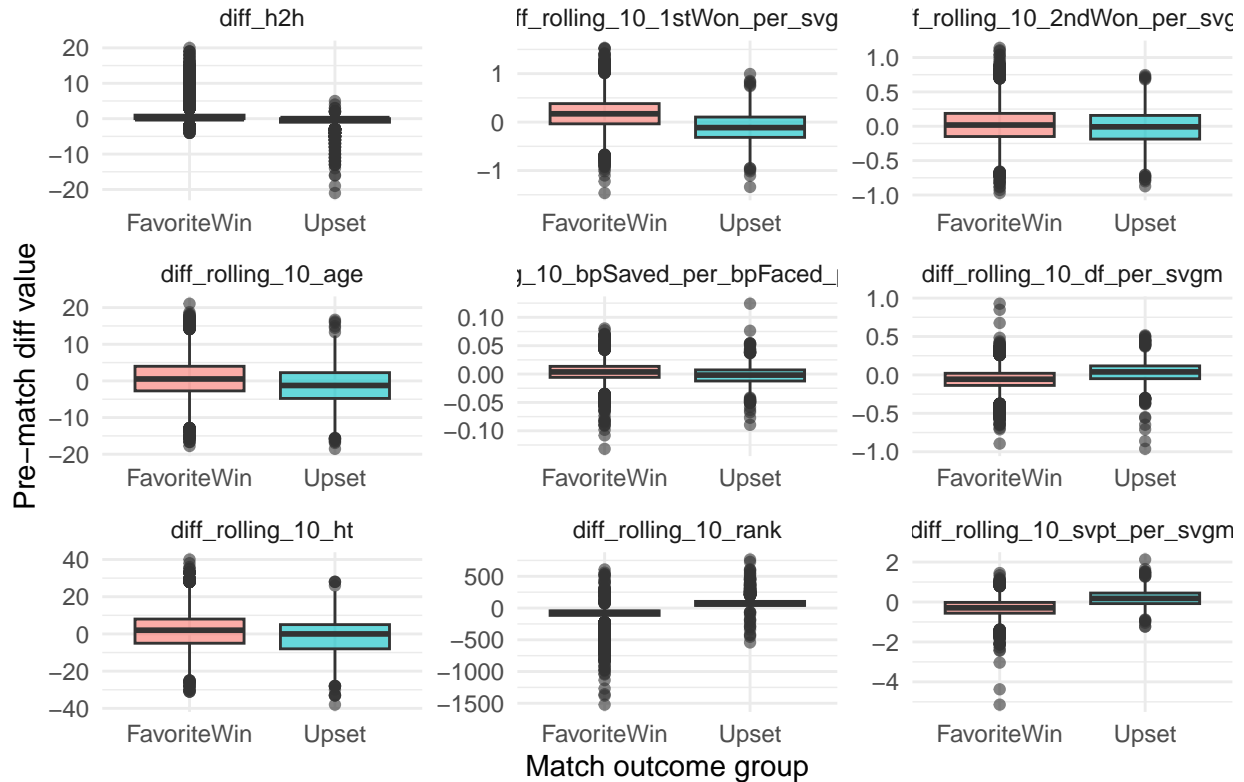 diff_h2h
ff_rolling_10_1stWon_per_svg
f_rolling_10_2ndWon_per_svg
20
10
0
−10
−20
FavoriteWin
Upset
1
0
−1
1.0
0.5
0.0
−0.5
−1.0
FavoriteWin
Upset
FavoriteWin
Upset
diff_rolling_10_age
g_10_bpSaved_per_bpFaced_p
diff_rolling_10_df_per_svgm
20
10
0
−10
−20
FavoriteWin
Upset
0.10
0.05
0.00
−0.05
−0.10
FavoriteWin
Upset
1.0
0.5
0.0
−0.5
−1.0
FavoriteWin
Upset
diff_rolling_10_ht
diff_rolling_10_rank
diff_rolling_10_svpt_per_svgm
40
20
0
−20
−40
FavoriteWin
Upset
500
0
−500
−1000
−1500
FavoriteWin
Upset
2
0
−2
−4
FavoriteWin
Upset
Pre−match diff value
Match outcome group